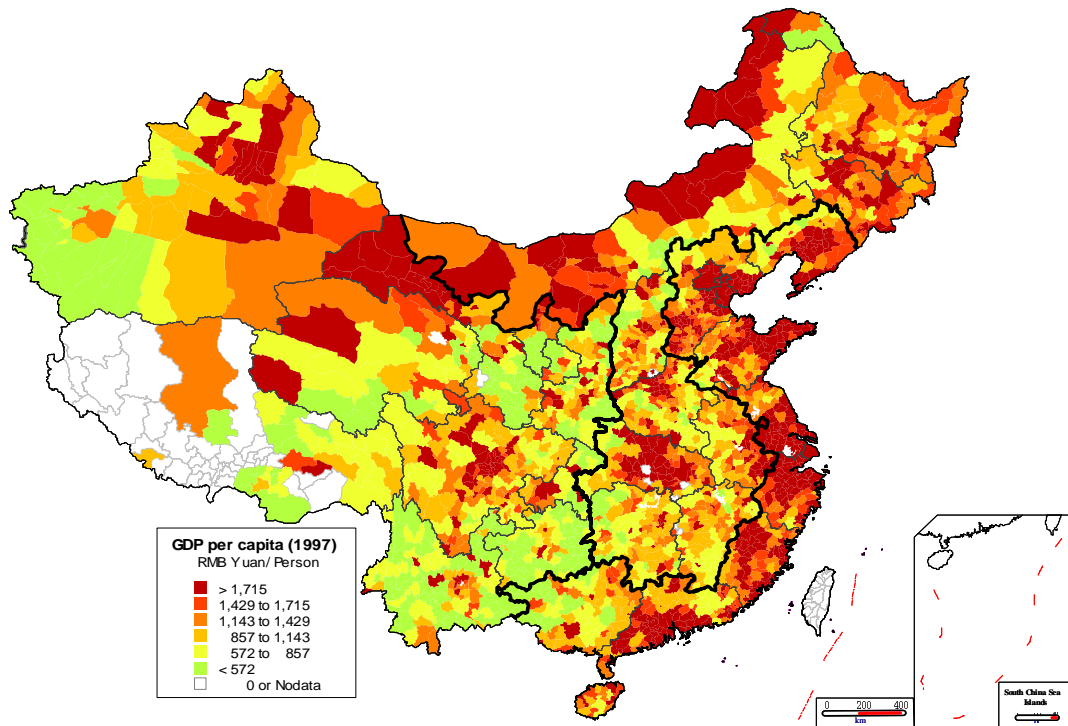 GDP per capita (1997)
RMB Yuan/ Person
> 1,715
1,429 to 1,715
1,143 to 1,429
857 to 1,143
572 to 857
< 572
0 or Nodata
0 200 400
km
South China Sea
Islands